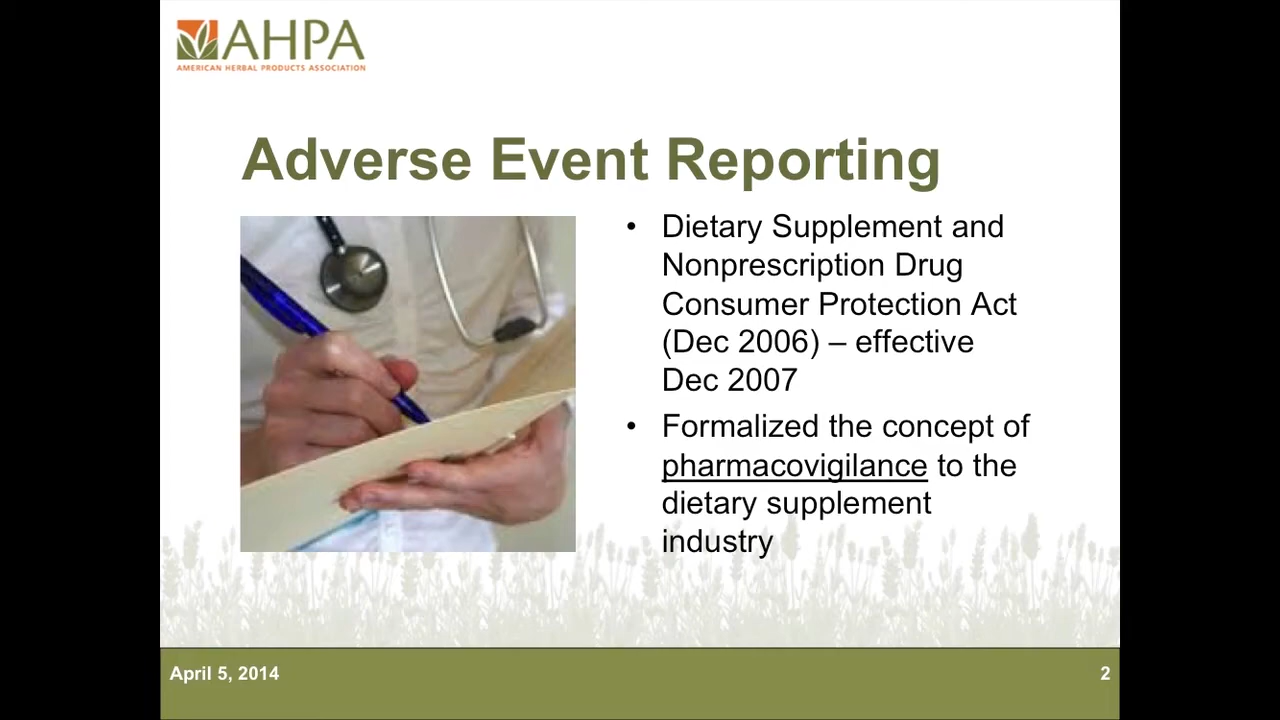 AHPA
AMERICAN HERBAL PRODUCTS ASSOCIATION
Adverse Event Reporting
• Dietary Supplement and
Nonprescription Drug
Consumer Protection Act
(Dec 2006) – effective
Dec 2007
• Formalized the concept of
pharmacovigilance to the
dietary supplement
industry
April 5, 2014
2